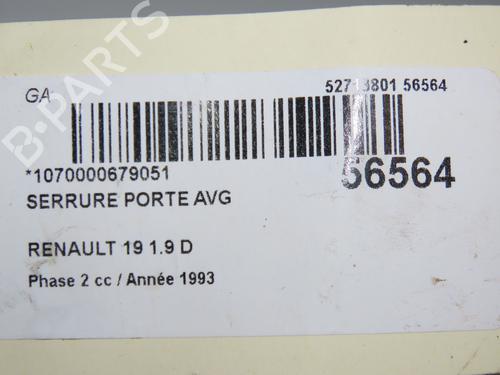 GA
52713801 56564
*1070000679051
56564
SERRURE PORTE AVG
RENAULT 19 1.9 D
Phase 2 cc / Année 1993
B-PARTS